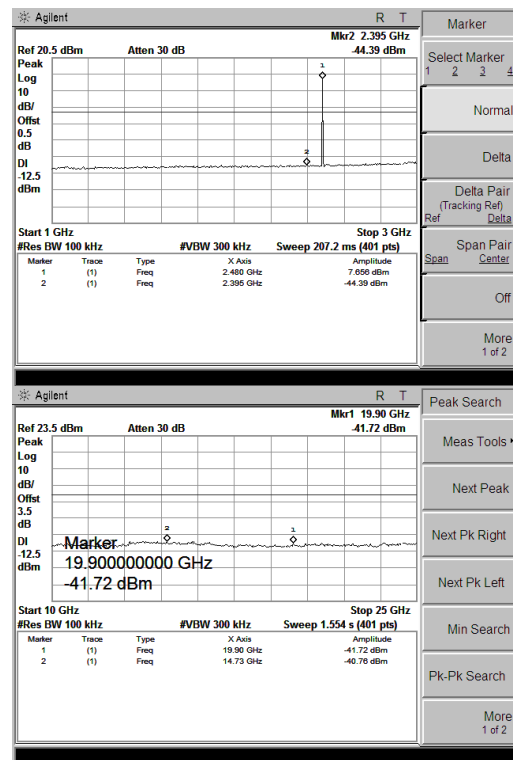 Agilent R T
Mkr2 2.395 GHz
Ref 20.5 dBm Atten 30 dB -44.39 dBm
Peak
Log
10
dB/
Offst
0.5
dB
DI
-12.5
dBm
1
2
Start 1 GHz Stop 3 GHz
#Res BW 100 kHz #VBW 300 kHz Sweep 207.2 ms (401 pts)
Marker Trace Type X Axis Amplitude
1 (1) Freq 2.480 GHz 7.656 dBm
2 (1) Freq 2.395 GHz -44.39 dBm
Marker
Select Marker
1 2 3 4
Normal
Delta
Delta Pair
(Tracking Ref)
Ref Delta
Span Pair
Span Center
Off
More
1 of 2
Agilent R T
Mkr1 19.90 GHz
Ref 23.5 dBm Atten 30 dB -41.72 dBm
Peak
Log
10
dB/
Offst
3.5
dB
DI
-12.5
dBm
2
1
Marker
19.900000000 GHz
-41.72 dBm
Start 10 GHz Stop 25 GHz
#Res BW 100 kHz #VBW 300 kHz Sweep 1.554 s (401 pts)
Marker Trace Type X Axis Amplitude
1 (1) Freq 19.90 GHz -41.72 dBm
2 (1) Freq 14.73 GHz -40.76 dBm
Peak Search
Meas Tools
Next Peak
Next Pk Right
Next Pk Left
Min Search
Pk-Pk Search
More
1 of 2